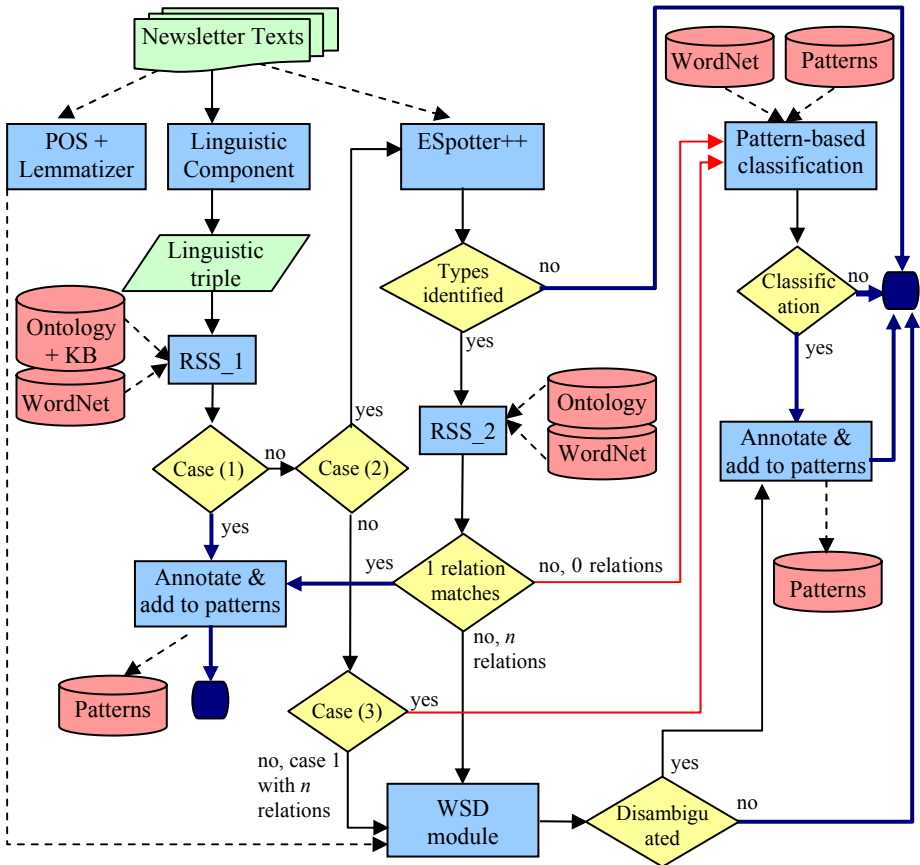 Newsletter Texts
WordNet
Patterns
POS +
Lemmatizer
Linguistic
Component
ESpotter++
Pattern-based
classification
Linguistic
triple
Types
identified
no
Classific
ation
no
Ontology
+ KB
WordNet
RSS_1
yes
yes
yes
Ontology
WordNet
RSS_2
Annotate &
add to patterns
Case (1)
no
Case (2)
yes
no
Annotate &
add to patterns
yes
1 relation
matches
no, 0 relations
Patterns
no, n
relations
Patterns
Case (3)
yes
no, case 1
with n
relations
WSD
module
yes
Disambigu
ated
no